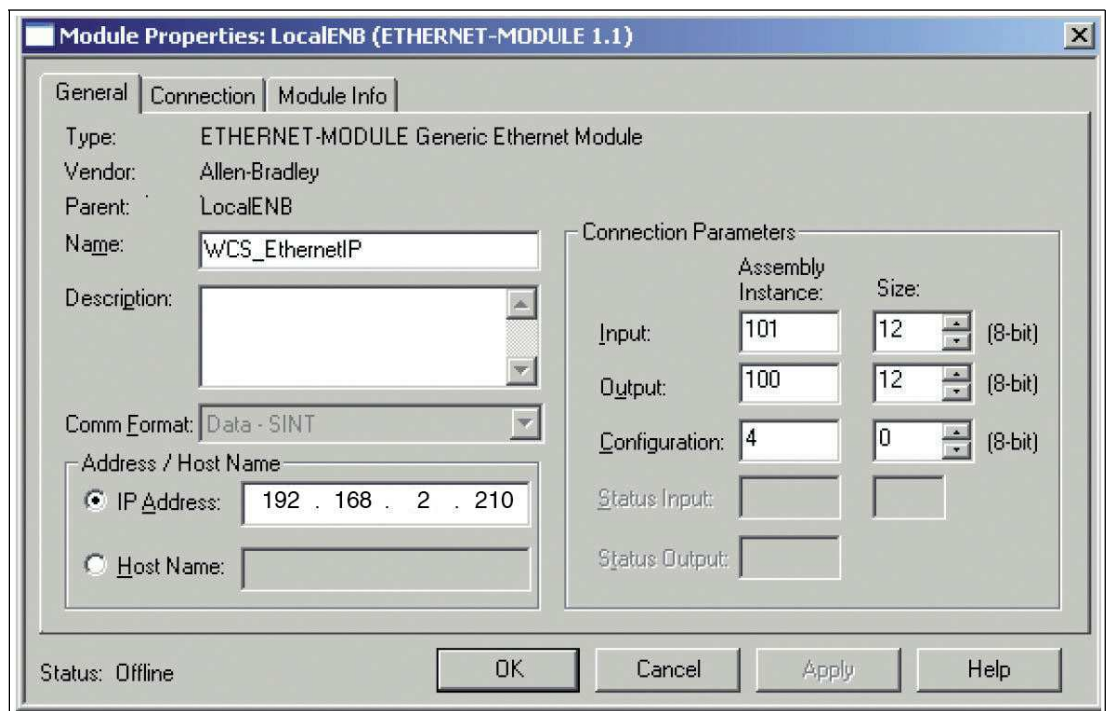 Module Properties: LocalENB (ETHERNET-MODULE 1.1)
General Connection Module Info
Type: ETHERNET-MODULE Generic Ethernet Module
Vendor: Allen-Bradley
Parent: LocalENB
Name: WCS_EthernetIP
Description:
Comm Format: Data - SINT
Address / Host Name
IP Address: 192 . 168 . 2 . 210
Host Name:
Connection Parameters
Assembly
Instance: Size:
Input: 101 12 (8-bit)
Output: 100 12 (8-bit)
Configuration: 4 0 (8-bit)
Status Input:
Status Output:
Status: Offline
OK Cancel Apply Help